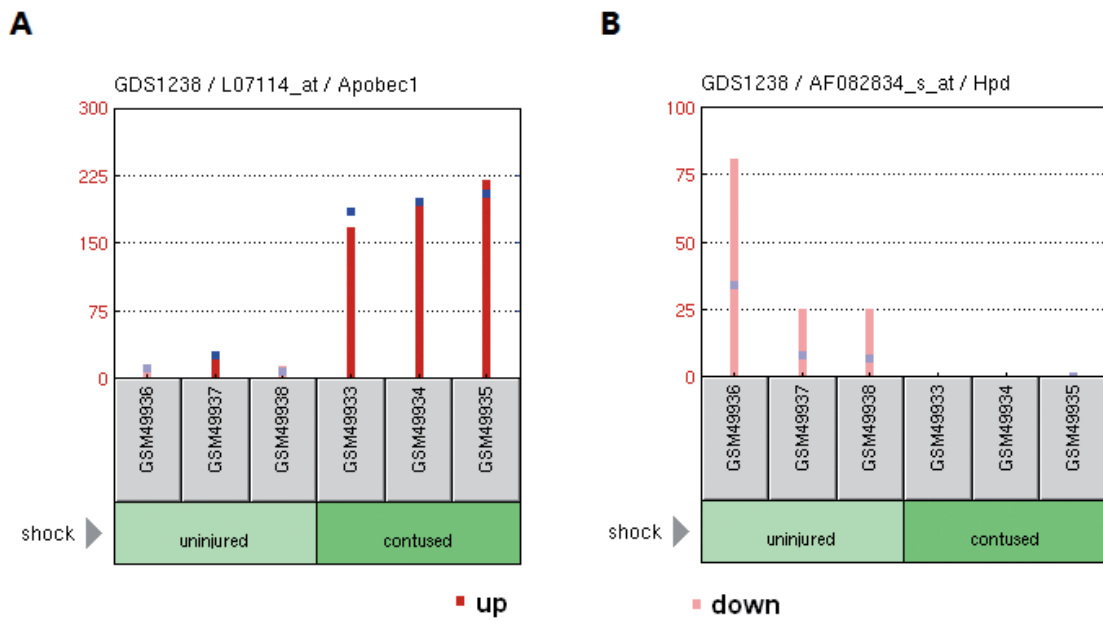 A
GDS1238 / L07114_at / Apobec1
300
225
150
75
0
GSM49936
GSM49937
GSM49938
GSM49933
GSM49934
GSM49935
shock
uninjured
contused
up
B
GDS1238 / AF082834_s_at / Hpd
100
75
50
25
0
GSM49936
GSM49937
GSM49938
GSM49933
GSM49934
GSM49935
shock
uninjured
contused
down